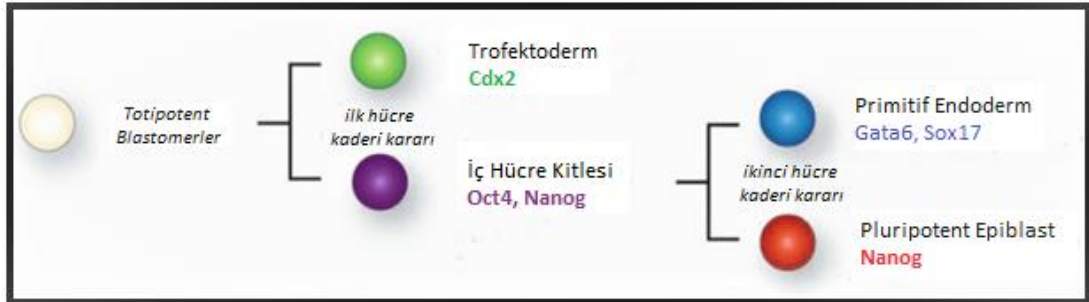 Totipotent
Blastomerler
Trofektoderm
Cdx2
ilk hücre
kaderi kararı
İç Hücre Kitlesi
Oct4, Nanog
Primitif Endoderm
Gata6, Sox17
ikinci hücre
kaderi kararı
Pluripotent Epiblast
Nanog